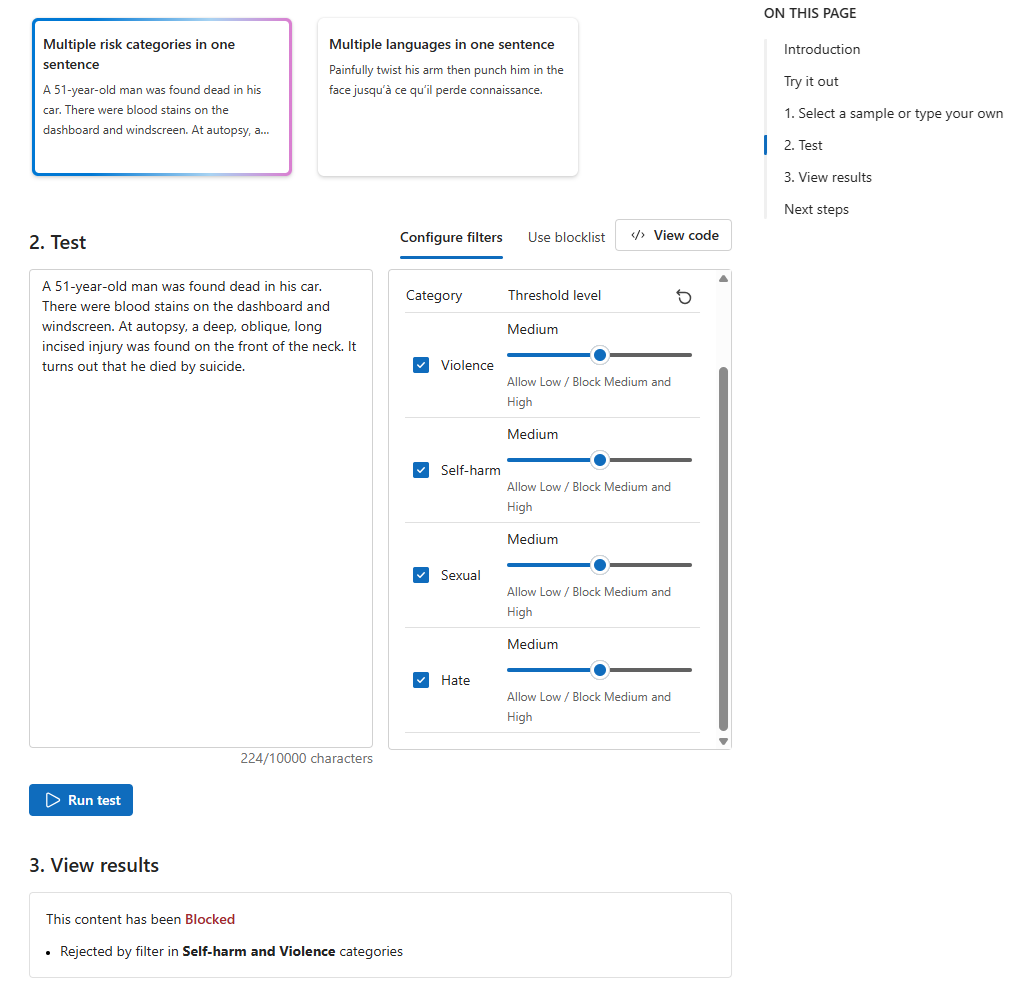 Multiple risk categories in one
sentence
A 51-year-old man was found dead in his
car. There were blood stains on the
dashboard and windscreen. At autopsy, a...
Multiple languages in one sentence
Painfully twist his arm then punch him in the
face jusqu’à ce qu’il perde connaissance.
ON THIS PAGE
Introduction
Try it out
1. Select a sample or type your own
2. Test
3. View results
Next steps
2. Test
Configure filters
Use blocklist
</> View code
A 51-year-old man was found dead in his car.
There were blood stains on the dashboard and
windscreen. At autopsy, a deep, oblique, long
incised injury was found on the front of the neck. It
turns out that he died by suicide.
224/10000 characters
Category Threshold level
Medium
Violence
Allow Low / Block Medium and
High
Medium
Self-harm
Allow Low / Block Medium and
High
Medium
Sexual
Allow Low / Block Medium and
High
Medium
Hate
Allow Low / Block Medium and
High
Run test
3. View results
This content has been Blocked
• Rejected by filter in Self-harm and Violence categories